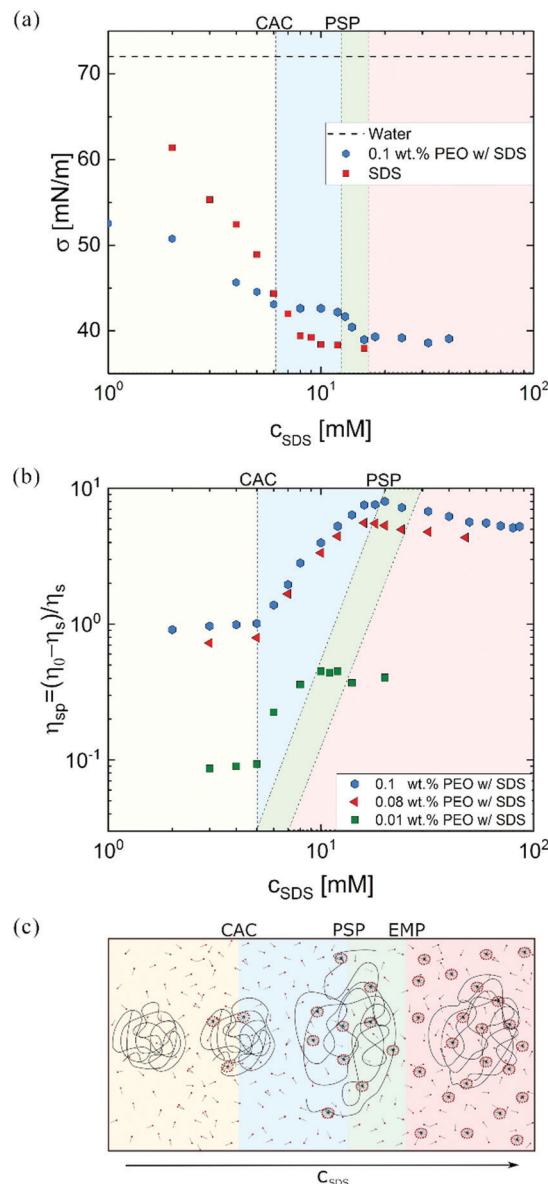 (a)
CAC PSP
70
60
50
40
σ [mN/m]
Water
0.1 wt.% PEO w/ SDS
SDS
10⁰ 10¹ 10²
c_SDS [mM]
(b)
CAC PSP
10¹
10⁰
10⁻¹
η_sp=(η₀−η_s)/η_s
0.1 wt.% PEO w/ SDS
0.08 wt.% PEO w/ SDS
0.01 wt.% PEO w/ SDS
10⁰ 10¹ 10²
c_SDS [mM]
(c)
CAC PSP EMP
c_SDS